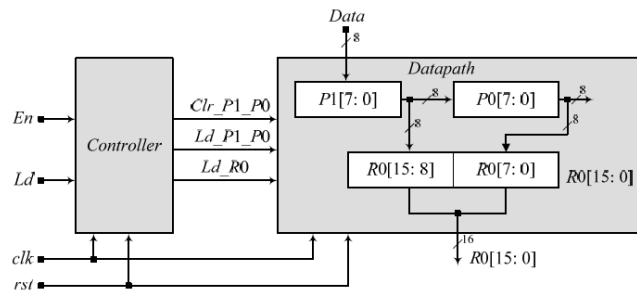 Data
8
Datapath
P1[7: 0]
8
P0[7: 0]
8
En
Clr_P1_P0
8
8
Controller
Ld_P1_P0
Ld
Ld_R0
R0[15: 8]
R0[7: 0]
R0[15: 0]
clk
16
R0[15: 0]
rst